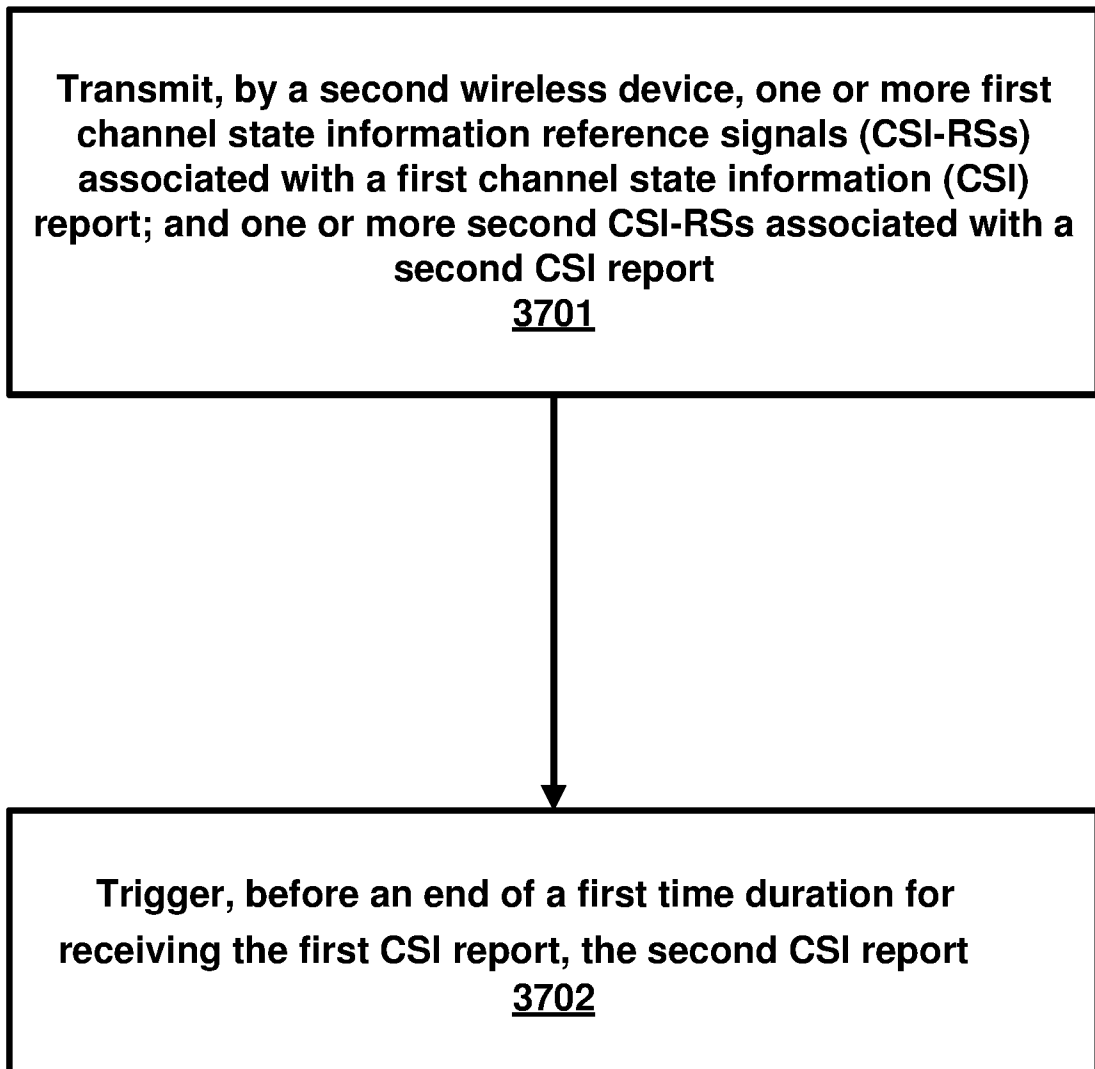 Transmit, by a second wireless device, one or more first
channel state information reference signals (CSI-RSs)
associated with a first channel state information (CSI)
report; and one or more second CSI-RSs associated with a
second CSI report
3701
Trigger, before an end of a first time duration for
receiving the first CSI report, the second CSI report
3702